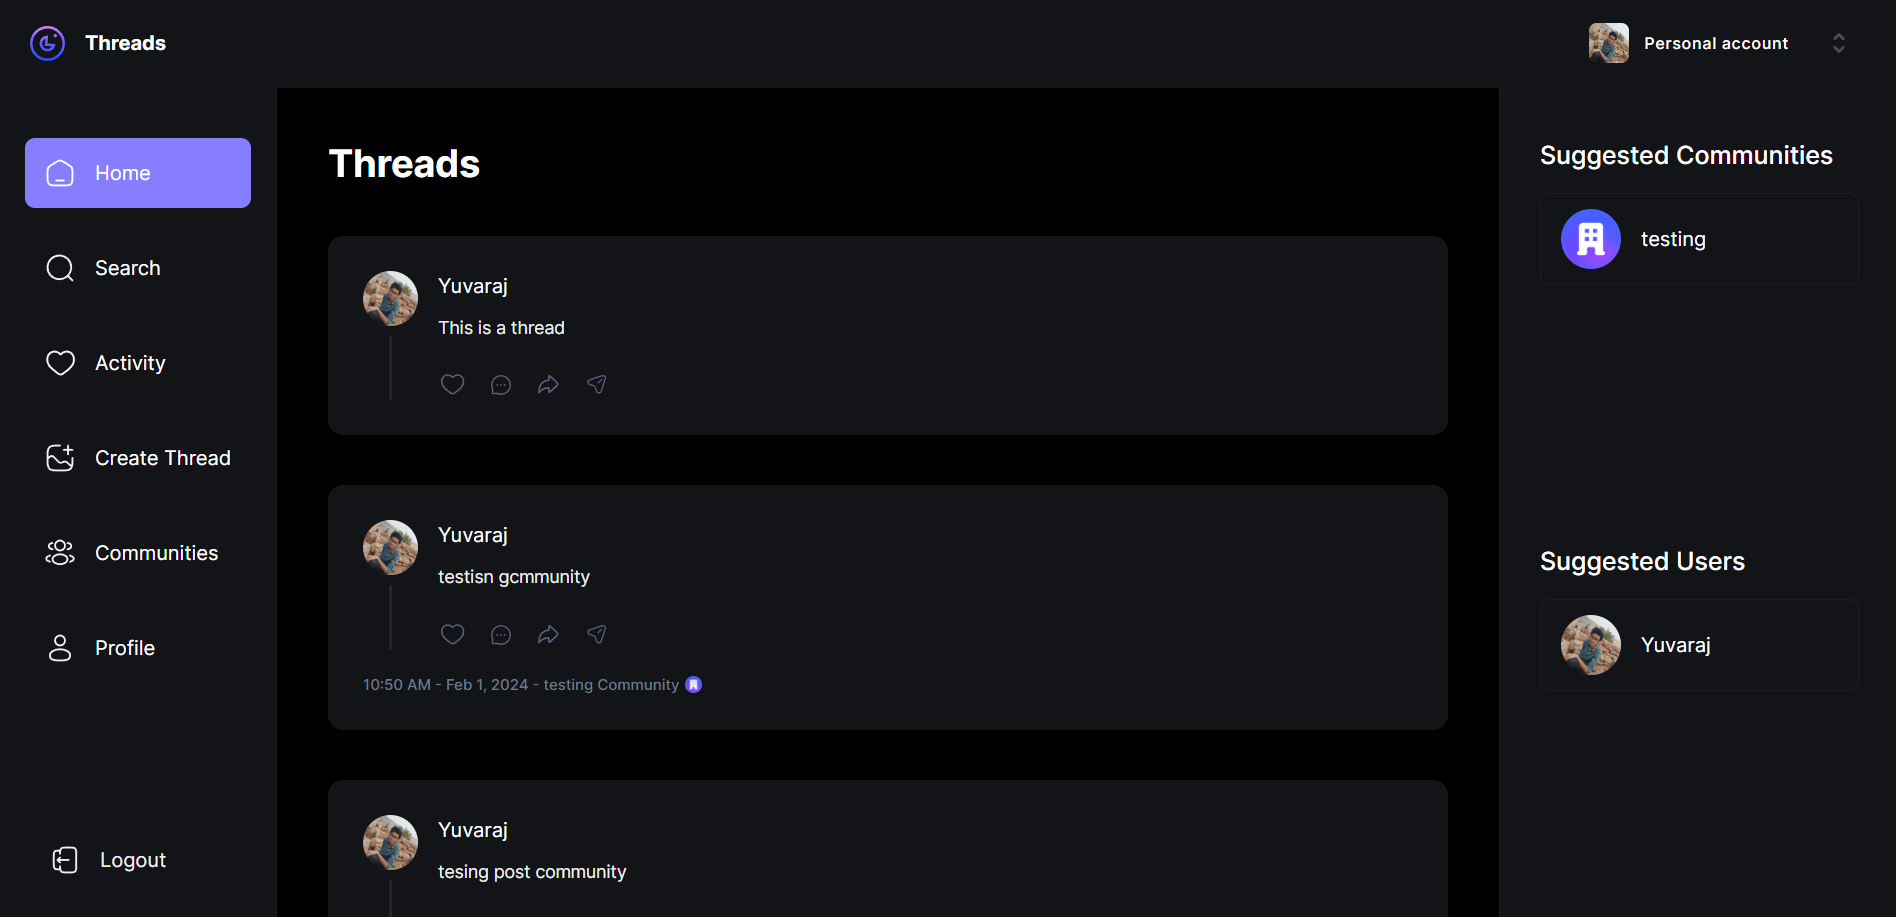 Threads
Personal account
Home
Search
Activity
Create Thread
Communities
Profile
Logout
Threads
Yuvaraj
This is a thread
Yuvaraj
testisn gcmmunity
10:50 AM - Feb 1, 2024 - testing Community
Yuvaraj
tesing post community
Suggested Communities
testing
Suggested Users
Yuvaraj